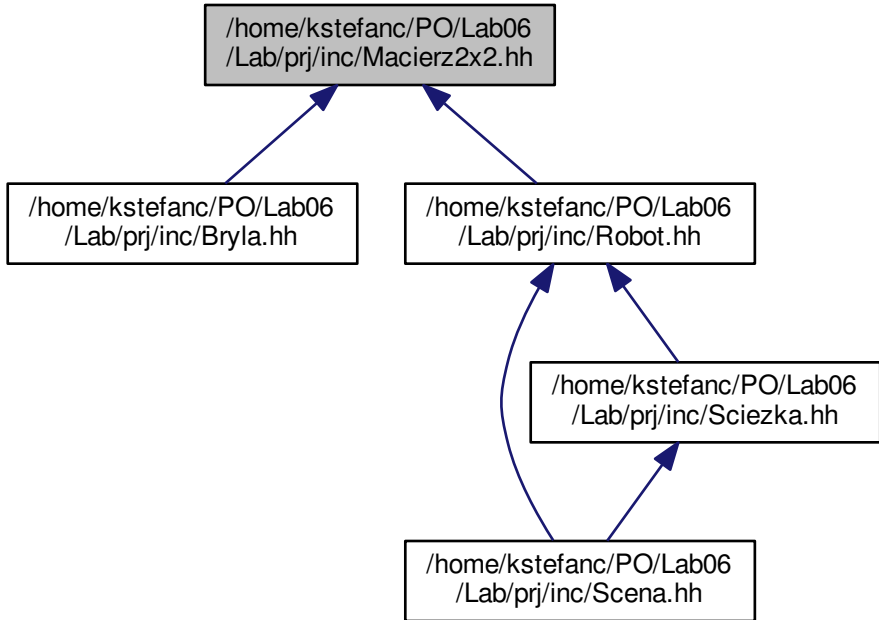 /home/kstefanc/PO/Lab06
/Lab/prj/inc/Macierz2x2.hh
/home/kstefanc/PO/Lab06
/Lab/prj/inc/Bryla.hh
/home/kstefanc/PO/Lab06
/Lab/prj/inc/Robot.hh
/home/kstefanc/PO/Lab06
/Lab/prj/inc/Sciezka.hh
/home/kstefanc/PO/Lab06
/Lab/prj/inc/Scena.hh